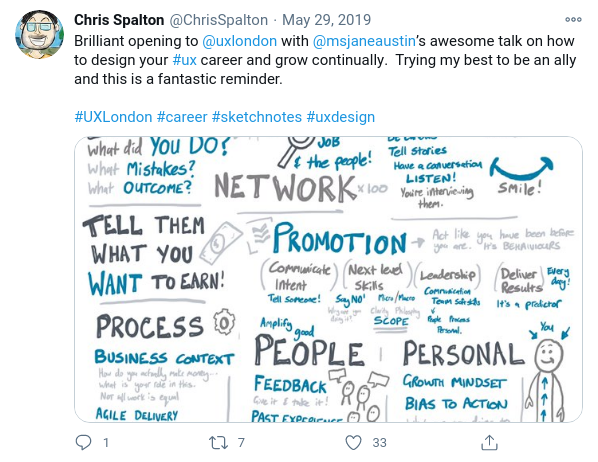 Chris Spalton @ChrisSpalton · May 29, 2019
Brilliant opening to @uxlondon with @msjaneaustin's awesome talk on how
to design your #ux career and grow continually. Trying my best to be an ally
and this is a fantastic reminder.
#UXLondon #career #sketchnotes #uxdesign
What did YOU DO?
What Mistakes?
What OUTCOME?
JOB
& the people!
NETWORK x100
Tell Stories
Have a conversation
LISTEN!
You're interviewing
them.
SMile!
TELL THEM
WHAT YOU
WANT TO EARN!
PROMOTION
Act like you have been before
you are. It's BEHAVIOURS
Communicate
Intent
Tell Someone!
Next level
Skills
Say NO'
Micro/Macro
Clarity Philosophy
SCOPE
Leadership
Communication
Team Soft-skills
People Process
Personal.
Deliver
Results
Every
day!
It's a predictor
PROCESS
BUSINESS CONTEXT
How do you actually make money...
What is your role in this..
Not all work is equal
AGILE DELIVERY
Amplify
good
PEOPLE
FEEDBACK
Give it & take it!
PAST EXPERIENCE
PERSONAL
GROWTH MINDSET
BIAS TO ACTION
You
1
7
33